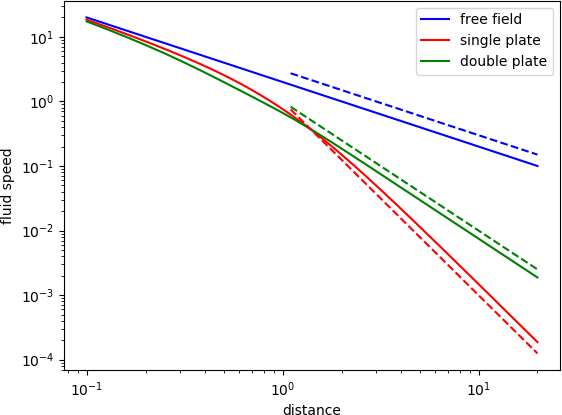 free field
single plate
double plate
fluid speed
10¹
10⁰
10⁻¹
10⁻²
10⁻³
10⁻⁴
10⁻¹ 10⁰ 10¹
distance